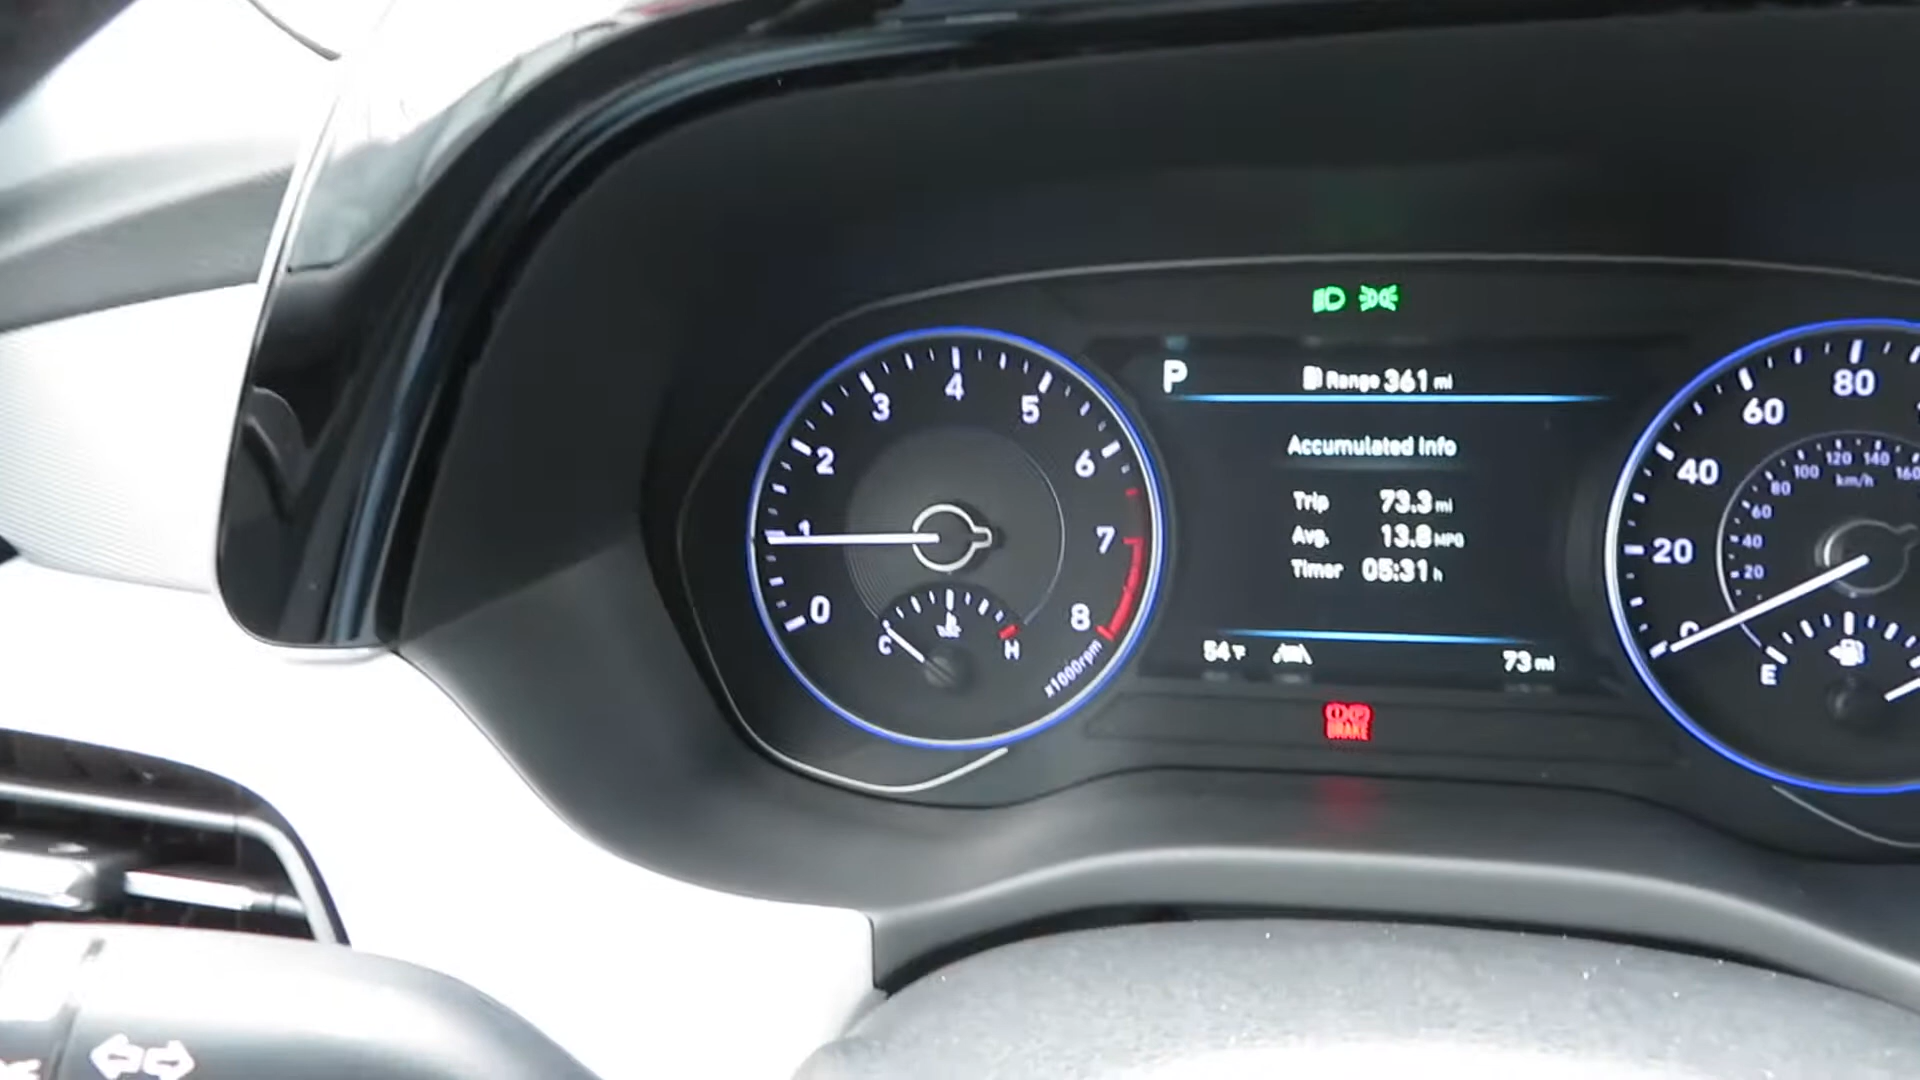 P
Range 361 mi
Accumulated Info
Trip 73.3 mi
Avg. 13.8 MPG
Timer 05:31 h
54 °F
73 mi
BRAKE
0
1
2
3
4
5
6
7
8
x1000rpm
C
H
0
20
40
60
80
20
40
60
80
100
120
140
160
km/h
E